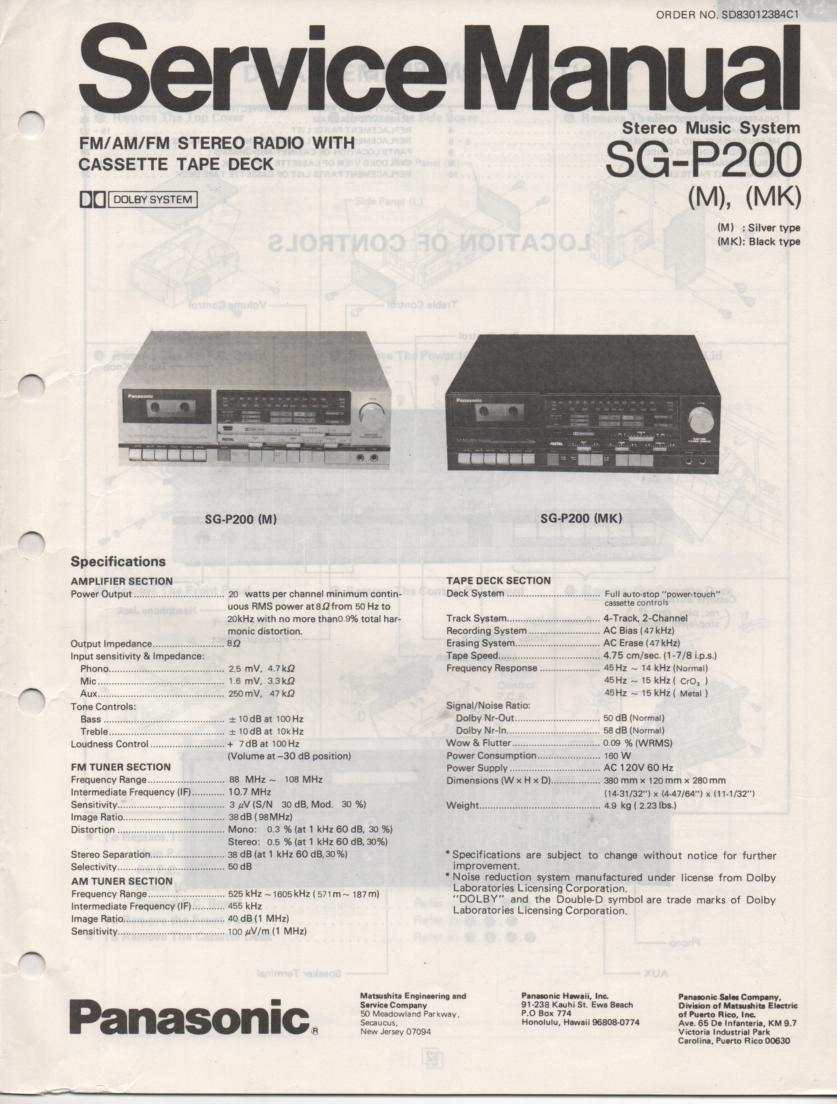 ORDER NO. SD83012384C1
Service Manual
FM/AM/FM STEREO RADIO WITH
CASSETTE TAPE DECK
DOLBY SYSTEM
Stereo Music System
SG-P200
(M), (MK)
(M) : Silver type
(MK): Black type
Panasonic
Panasonic
SG-P200 (M)
SG-P200 (MK)
Specifications
AMPLIFIER SECTION
Power Output 20 watts per channel minimum contin-
uous RMS power at 8Ω from 50 Hz to
20kHz with no more than0.9% total har-
monic distortion.
Output Impedance 8Ω
Input sensitivity & Impedance:
Phono 2.5 mV, 4.7kΩ
Mic 1.6 mV, 3.3kΩ
Aux 250mV, 47kΩ
Tone Controls:
Bass ± 10dB at 100Hz
Treble ± 10dB at 10kHz
Loudness Control + 7dB at 100Hz
(Volume at −30 dB position)
FM TUNER SECTION
Frequency Range 88 MHz ~ 108 MHz
Intermediate Frequency (IF) 10.7 MHz
Sensitivity 3 μV (S/N 30 dB, Mod. 30 %)
Image Ratio 38dB (98MHz)
Distortion Mono: 0.3 % (at 1 kHz 60 dB, 30 %)
Stereo: 0.5 % (at 1 kHz 60 dB, 30%)
Stereo Separation 38 dB (at 1 kHz 60 dB, 30%)
Selectivity 50 dB
AM TUNER SECTION
Frequency Range 525 kHz ~ 1605 kHz (571m ~ 187m)
Intermediate Frequency (IF) 455 kHz
Image Ratio 40 dB (1 MHz)
Sensitivity 100 μV/m (1 MHz)
TAPE DECK SECTION
Deck System Full auto-stop "power-touch"
cassette controls
Track System 4-Track, 2-Channel
Recording System AC Bias (47kHz)
Erasing System AC Erase (47kHz)
Tape Speed 4.75 cm/sec. (1-7/8 i.p.s.)
Frequency Response 45Hz ~ 14 kHz (Normal)
45Hz ~ 15 kHz ( CrO₂ )
45Hz ~ 15 kHz ( Metal )
Signal/Noise Ratio:
Dolby Nr-Out 50 dB (Normal)
Dolby Nr-In 58 dB (Normal)
Wow & Flutter 0.09 % (WRMS)
Power Consumption 160 W
Power Supply AC 120V 60 Hz
Dimensions (W x H x D) 380 mm x 120 mm x 280 mm
(14-31/32") x (4-47/64") x (11-1/32")
Weight 4.9 kg ( 2.23 lbs.)
* Specifications are subject to change without notice for further
improvement.
* Noise reduction system manufactured under license from Dolby
Laboratories Licensing Corporation.
"DOLBY" and the Double-D symbol are trade marks of Dolby
Laboratories Licensing Corporation.
Panasonic®
Matsushita Engineering and
Service Company
50 Meadowland Parkway,
Secaucus,
New Jersey 07094
Panasonic Hawaii, Inc.
91-238 Kauhi St. Ewa Beach
P.O Box 774
Honolulu, Hawaii 96808-0774
Panasonic Sales Company,
Division of Matsushita Electric
of Puerto Rico, Inc.
Ave. 65 De Infanteria, KM 9.7
Victoria Industrial Park
Carolina, Puerto Rico 00630